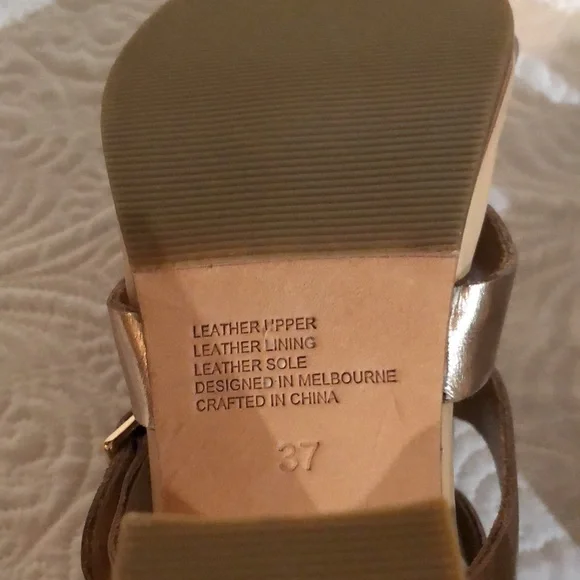 LEATHER UPPER
LEATHER LINING
LEATHER SOLE
DESIGNED IN MELBOURNE
CRAFTED IN CHINA
37